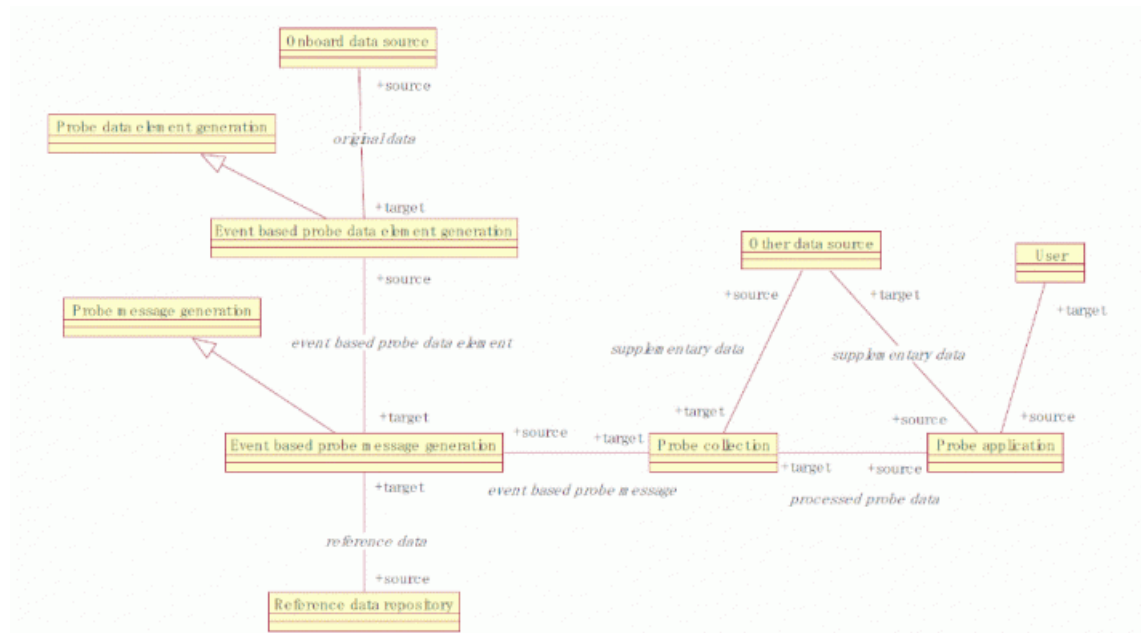 Onboard data source
+source
Probe data element generation
original data
+target
Event based probe data element generation
+source
Other data source
User
+source
+target
+target
Probe message generation
event based probe data element
supplementary data
supplementary data
+target
+target
+source
+source
+source
+target
Event based probe message generation
Probe collection
Probe application
+target
+source
+target
event based probe message
processed probe data
reference data
+source
Reference data repository